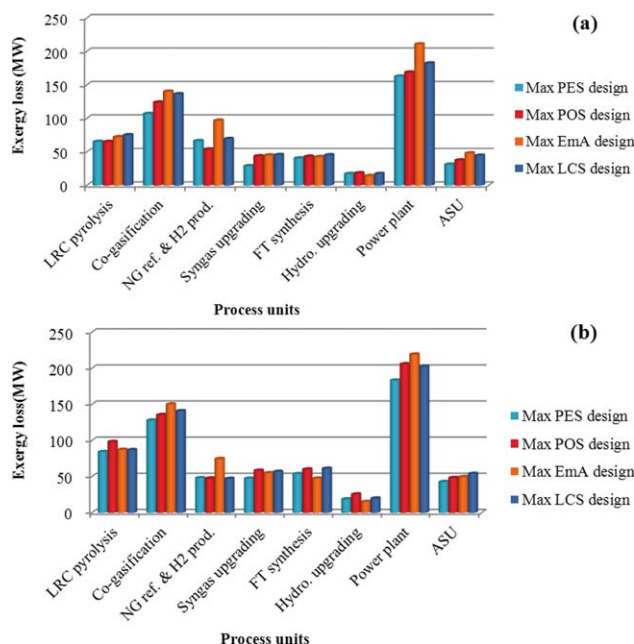 (a)
Exergy loss (MW)
250
200
150
100
50
0
Max PES design
Max POS design
Max EmA design
Max LCS design
LRC pyrolysis
Co-gasification
NG ref. & H2 prod.
Syngas upgrading
FT synthesis
Hydro. upgrading
Power plant
ASU
Process units
(b)
Exergy loss(MW)
250
200
150
100
50
0
Max PES design
Max POS design
Max EmA design
Max LCS design
LRC pyrolysis
Co-gasification
NG ref. & H2 prod.
Syngas upgrading
FT synthesis
Hydro. upgrading
Power plant
ASU
Process units